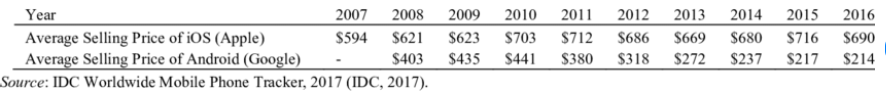 Year 2007 2008 2009 2010 2011 2012 2013 2014 2015 2016
Average Selling Price of iOS (Apple) $594 $621 $623 $703 $712 $686 $669 $680 $716 $690
Average Selling Price of Android (Google) - $403 $435 $441 $380 $318 $272 $237 $217 $214
Source: IDC Worldwide Mobile Phone Tracker, 2017 (IDC, 2017).